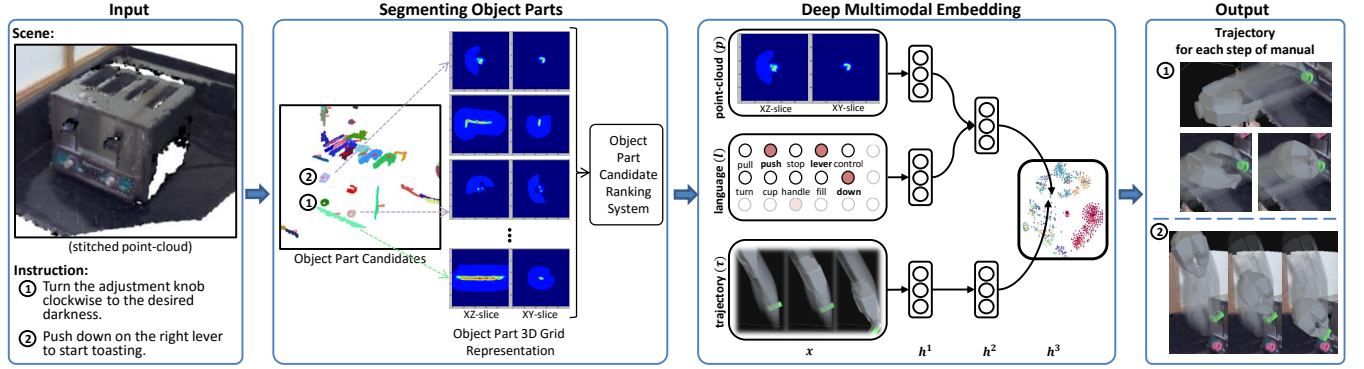 Input
Scene:
(stitched point-cloud)
Instruction:
1 Turn the adjustment knob
clockwise to the desired
darkness.
2 Push down on the right lever
to start toasting.
Segmenting Object Parts
2
1
Object Part Candidates
XZ-slice XY-slice
Object Part 3D Grid
Representation
Object
Part
Candidate
Ranking
System
Deep Multimodal Embedding
point-cloud (p)
XZ-slice XY-slice
language (l)
pull push stop lever control
turn cup handle fill down
trajectory (τ)
x h¹ h² h³
Output
Trajectory
for each step of manual
1
2